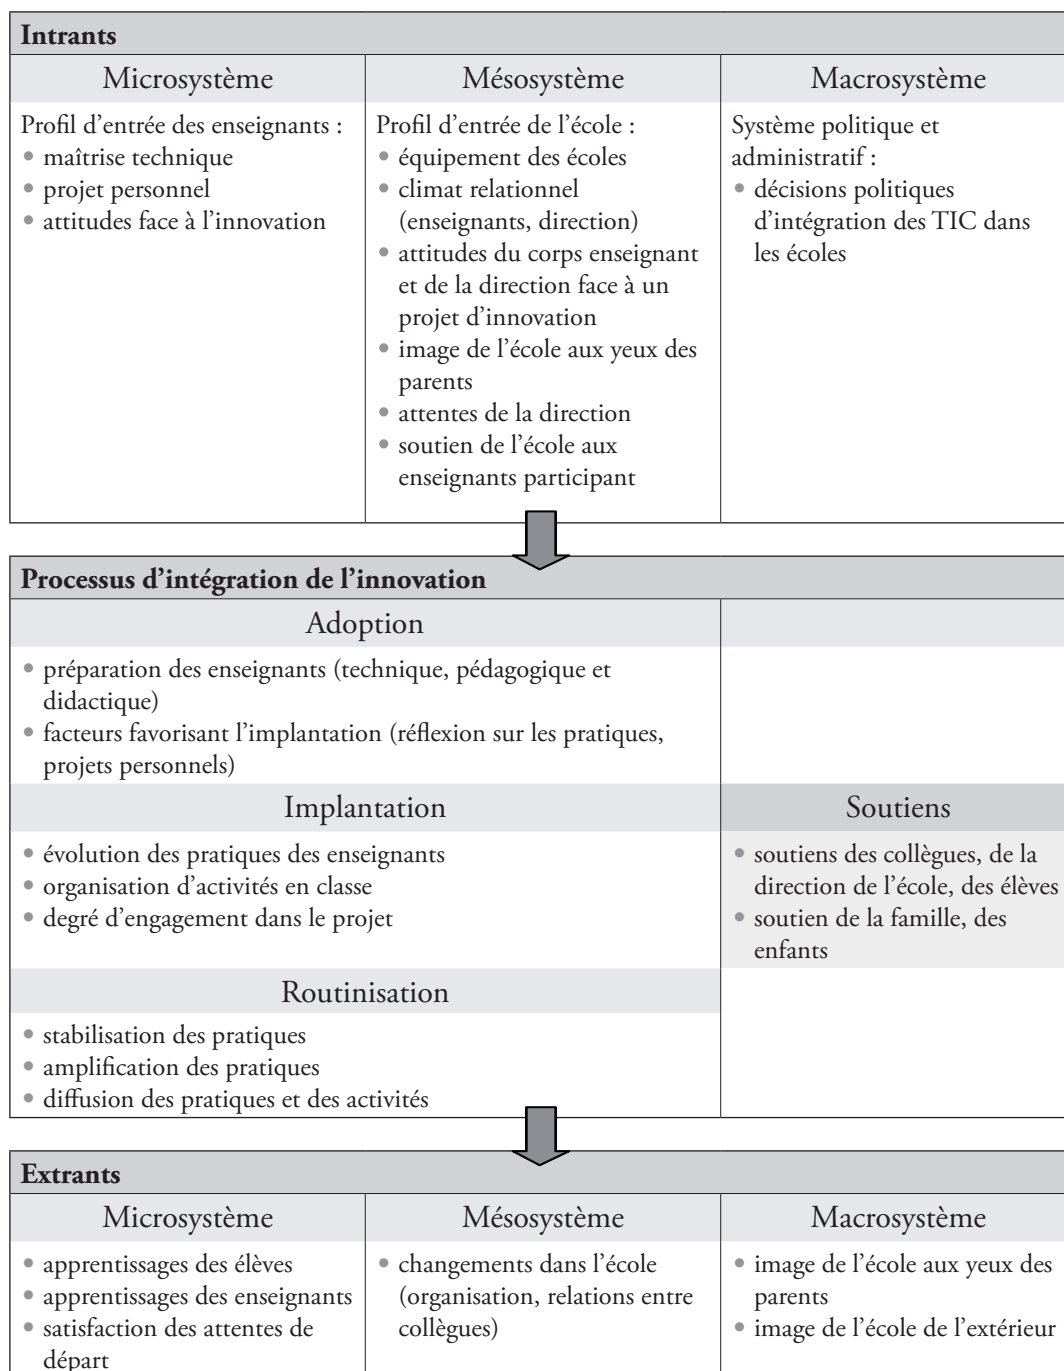 Intrants
Microsystème
Profil d'entrée des enseignants :
• maîtrise technique
• projet personnel
• attitudes face à l'innovation
Mésosystème
Profil d'entrée de l'école :
• équipement des écoles
• climat relationnel
(enseignants, direction)
• attitudes du corps enseignant
et de la direction face à un
projet d'innovation
• image de l'école aux yeux des
parents
• attentes de la direction
• soutien de l'école aux
enseignants participant
Macrosystème
Système politique et
administratif :
• décisions politiques
d'intégration des TIC dans
les écoles
Processus d'intégration de l'innovation
Adoption
• préparation des enseignants (technique, pédagogique et
didactique)
• facteurs favorisant l'implantation (réflexion sur les pratiques,
projets personnels)
Implantation
• évolution des pratiques des enseignants
• organisation d'activités en classe
• degré d'engagement dans le projet
Soutiens
• soutiens des collègues, de la
direction de l'école, des élèves
• soutien de la famille, des
enfants
Routinisation
• stabilisation des pratiques
• amplification des pratiques
• diffusion des pratiques et des activités
Extrants
Microsystème
• apprentissages des élèves
• apprentissages des enseignants
• satisfaction des attentes de
départ
Mésosystème
• changements dans l'école
(organisation, relations entre
collègues)
Macrosystème
• image de l'école aux yeux des
parents
• image de l'école de l'extérieur